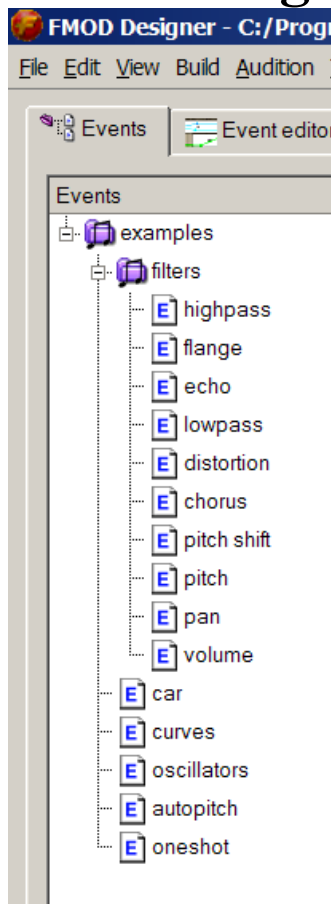 FMOD Designer - C:/Progr
File Edit View Build Audition
Events Event editor
Events
examples
filters
E highpass
E flange
E echo
E lowpass
E distortion
E chorus
E pitch shift
E pitch
E pan
E volume
E car
E curves
E oscillators
E autopitch
E oneshot